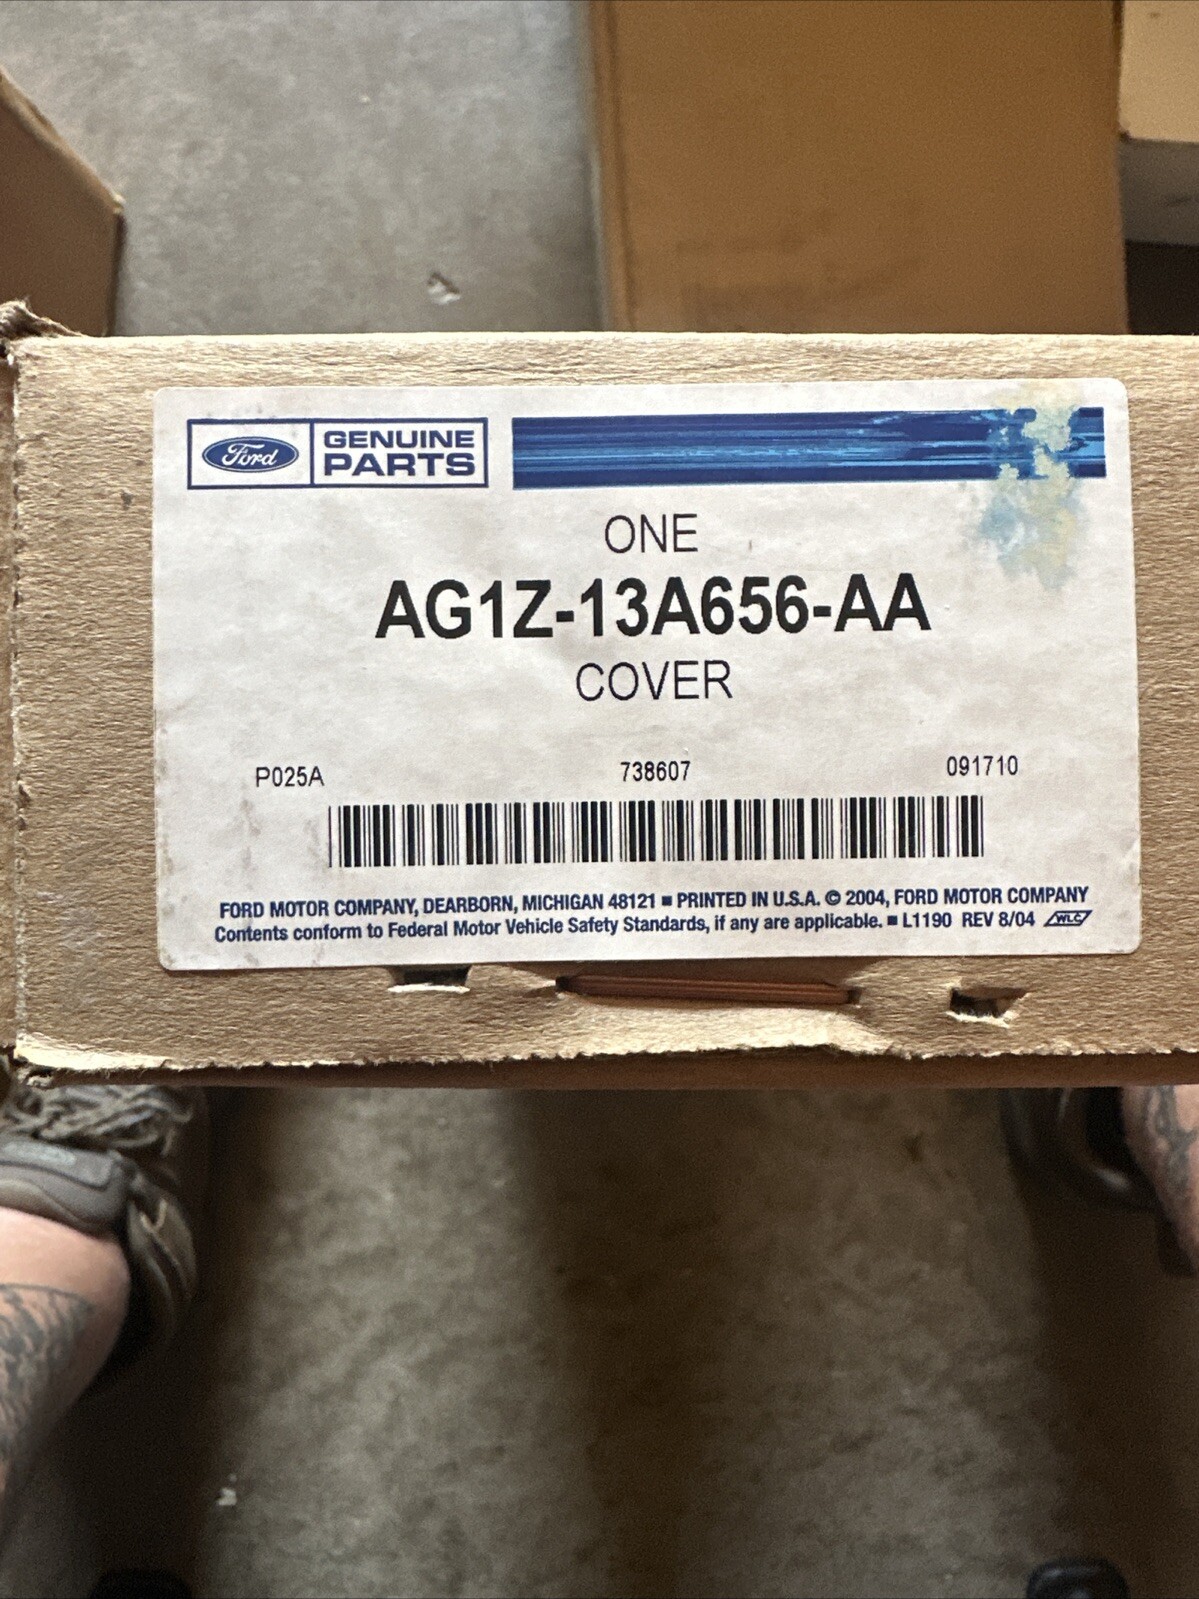 Ford GENUINE PARTS
ONE
AG1Z-13A656-AA
COVER
P025A 738607 091710
FORD MOTOR COMPANY, DEARBORN, MICHIGAN 48121 ■ PRINTED IN U.S.A. © 2004, FORD MOTOR COMPANY
Contents conform to Federal Motor Vehicle Safety Standards, if any are applicable. ■ L1190 REV 8/04 WLC